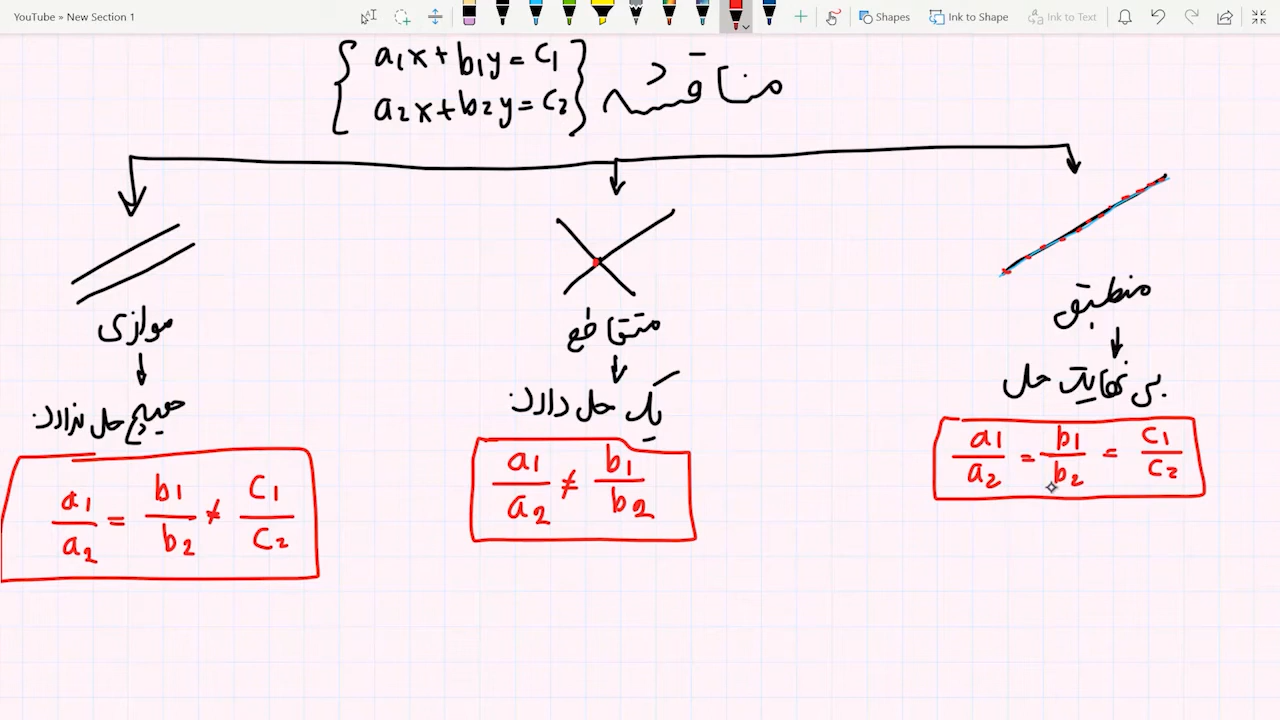 YouTube » New Section 1
Shapes
Ink to Shape
Ink to Text
a1x + b1y = c1
a2x + b2y = c2
مناقشه
موازی
هیچ حل ندارد.
a1/a2 = b1/b2 ≠ c1/c2
متقاطع
یک حل دارد.
a1/a2 ≠ b1/b2
منطبق
بی نهایت حل
a1/a2 = b1/b2 = c1/c2